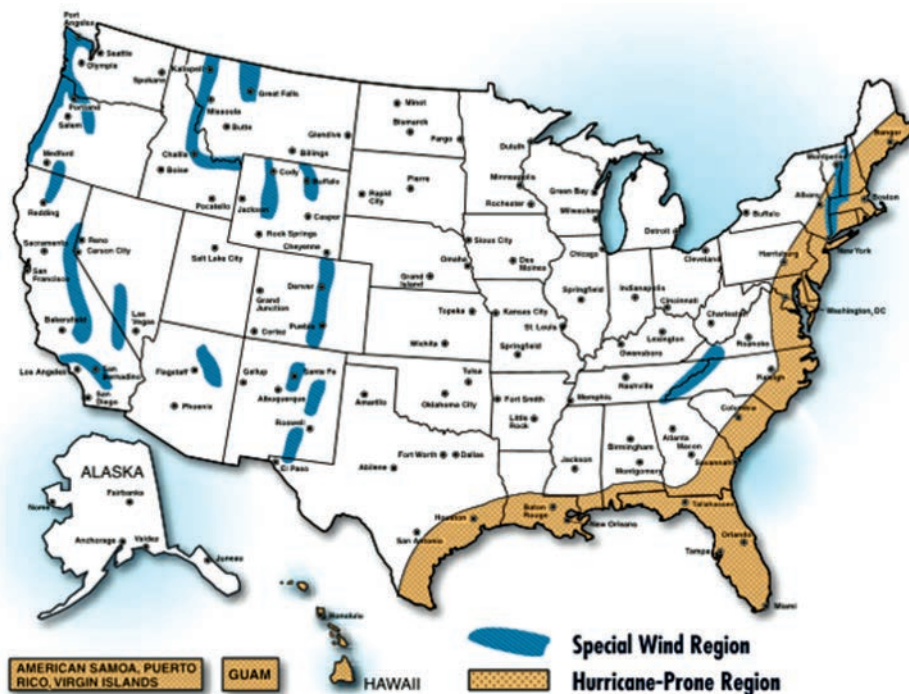 Port
Angeles
Seattle
Olympia
Spokane
Portland
Salem
Medford
Kalispell
Great Falls
Missoula
Butte
Glendive
Billings
Challis
Boise
Pocatello
Cody
Buffalo
Jackson
Casper
Rock Springs
Cheyenne
Minot
Bismarck
Fargo
Pierre
Rapid
City
Duluth
Minneapolis
Rochester
Green Bay
Milwaukee
Detroit
Buffalo
Albany
Montpelier
Bangor
Boston
New York
Harrisburg
Washington, DC
Redding
Sacramento
San
Francisco
Reno
Carson City
Salt Lake City
Las
Vegas
Bakersfield
Los Angeles
San
Bernadino
San
Diego
Flagstaff
Phoenix
Grand
Junction
Denver
Pueblo
Cortez
Gallup
Santa Fe
Albuquerque
Roswell
El Paso
Sioux City
Omaha
Grand
Island
Des
Moines
Topeka
Wichita
Kansas City
St. Louis
Springfield
Chicago
Springfield
Indianapolis
Cincinnati
Cleveland
Charleston
Lexington
Owensboro
Roanoke
Raleigh
Nashville
Memphis
Tulsa
Oklahoma
City
Amarillo
Fort Smith
Little
Rock
Fort Worth
Dallas
Abilene
San Antonio
Houston
Jackson
Birmingham
Montgomery
Atlanta
Macon
Columbia
Savannah
Baton
Rouge
New Orleans
Tallahassee
Orlando
Tampa
Miami
ALASKA
Fairbanks
Nome
Anchorage
Valdez
Juneau
Honolulu
HAWAII
AMERICAN SAMOA, PUERTO
RICO, VIRGIN ISLANDS
GUAM
Special Wind Region
Hurricane-Prone Region